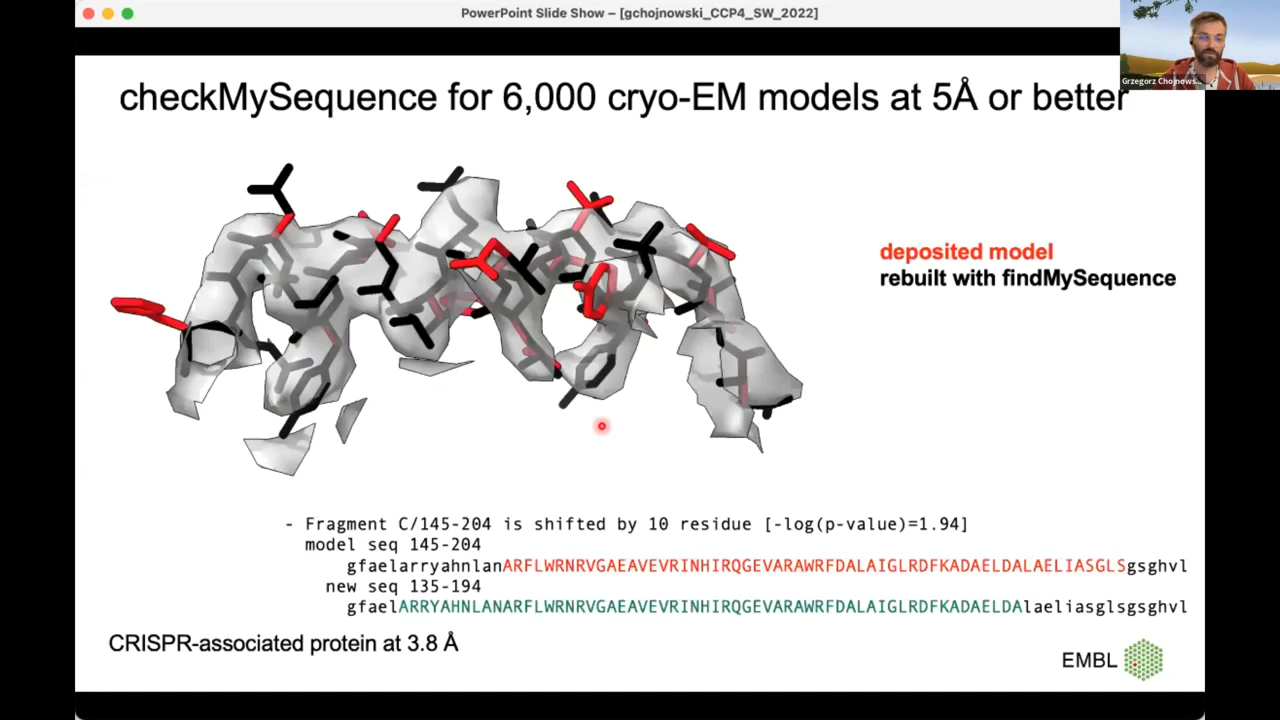 PowerPoint Slide Show – [gchojnowski_CCP4_SW_2022]
Grzegorz Chojnows...
checkMySequence for 6,000 cryo-EM models at 5Å or better
deposited model
rebuilt with findMySequence
- Fragment C/145-204 is shifted by 10 residue [-log(p-value)=1.94]
model seq 145-204
gfaelarryahnlanARFLWRNRVGAEAVEVRINHIRQGEVARAWRFDALAIGLRDFKADAELDALAELIASGLSgsghvl
new seq 135-194
gfaelARRYAHNLANARFLWRNRVGAEAVEVRINHIRQGEVARAWRFDALAIGLRDFKADAELDAlaeliasglsgsghvl
CRISPR-associated protein at 3.8 Å
EMBL